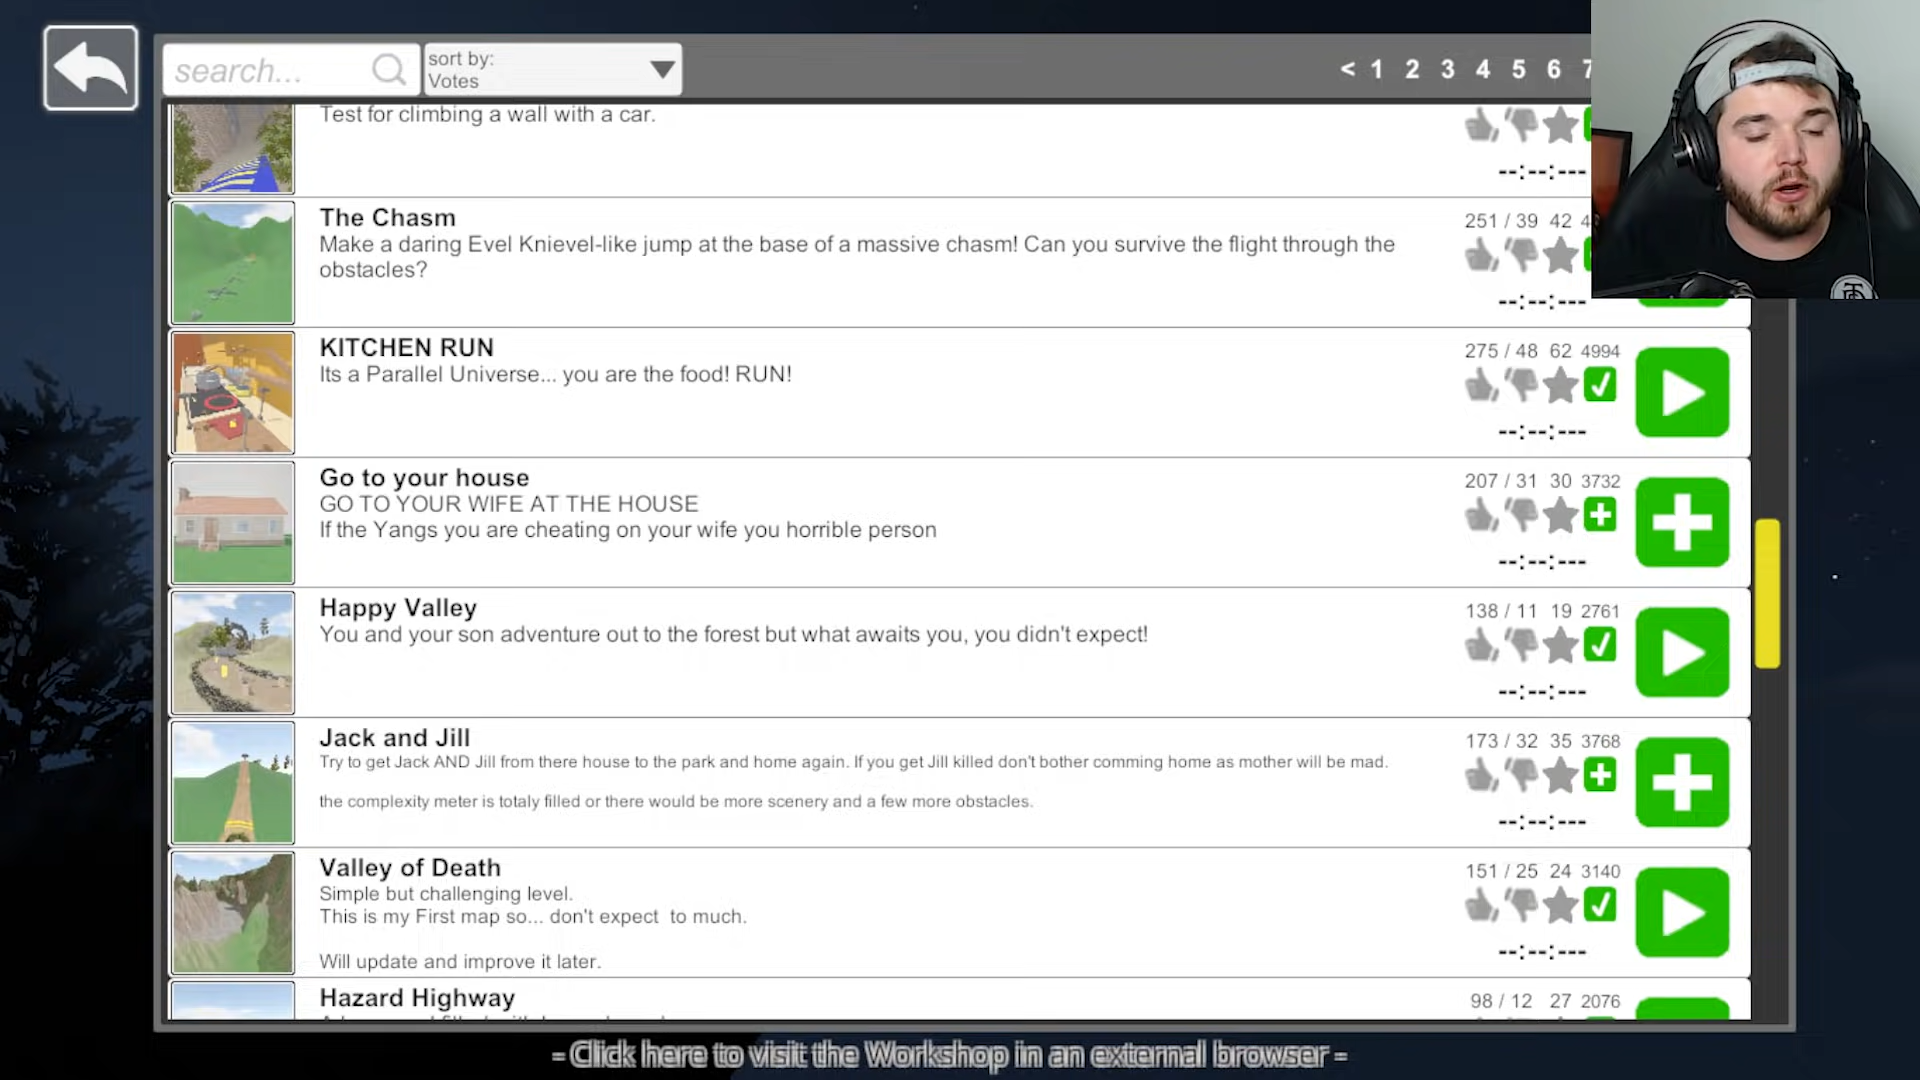 search...
sort by:
Votes
< 1 2 3 4 5 6 7
Test for climbing a wall with a car.
--:--:---
The Chasm
251 / 39 42
Make a daring Evel Knievel-like jump at the base of a massive chasm! Can you survive the flight through the
obstacles?
--:--:---
KITCHEN RUN
275 / 48 62 4994
Its a Parallel Universe... you are the food! RUN!
--:--:---
Go to your house
207 / 31 30 3732
GO TO YOUR WIFE AT THE HOUSE
If the Yangs you are cheating on your wife you horrible person
--:--:---
Happy Valley
138 / 11 19 2761
You and your son adventure out to the forest but what awaits you, you didn't expect!
--:--:---
Jack and Jill
173 / 32 35 3768
Try to get Jack AND Jill from there house to the park and home again. If you get Jill killed don't bother comming home as mother will be mad.
the complexity meter is totaly filled or there would be more scenery and a few more obstacles.
--:--:---
Valley of Death
151 / 25 24 3140
Simple but challenging level.
This is my First map so... don't expect to much.
Will update and improve it later.
--:--:---
Hazard Highway
98 / 12 27 2076
- Click here to visit the Workshop in an external browser -